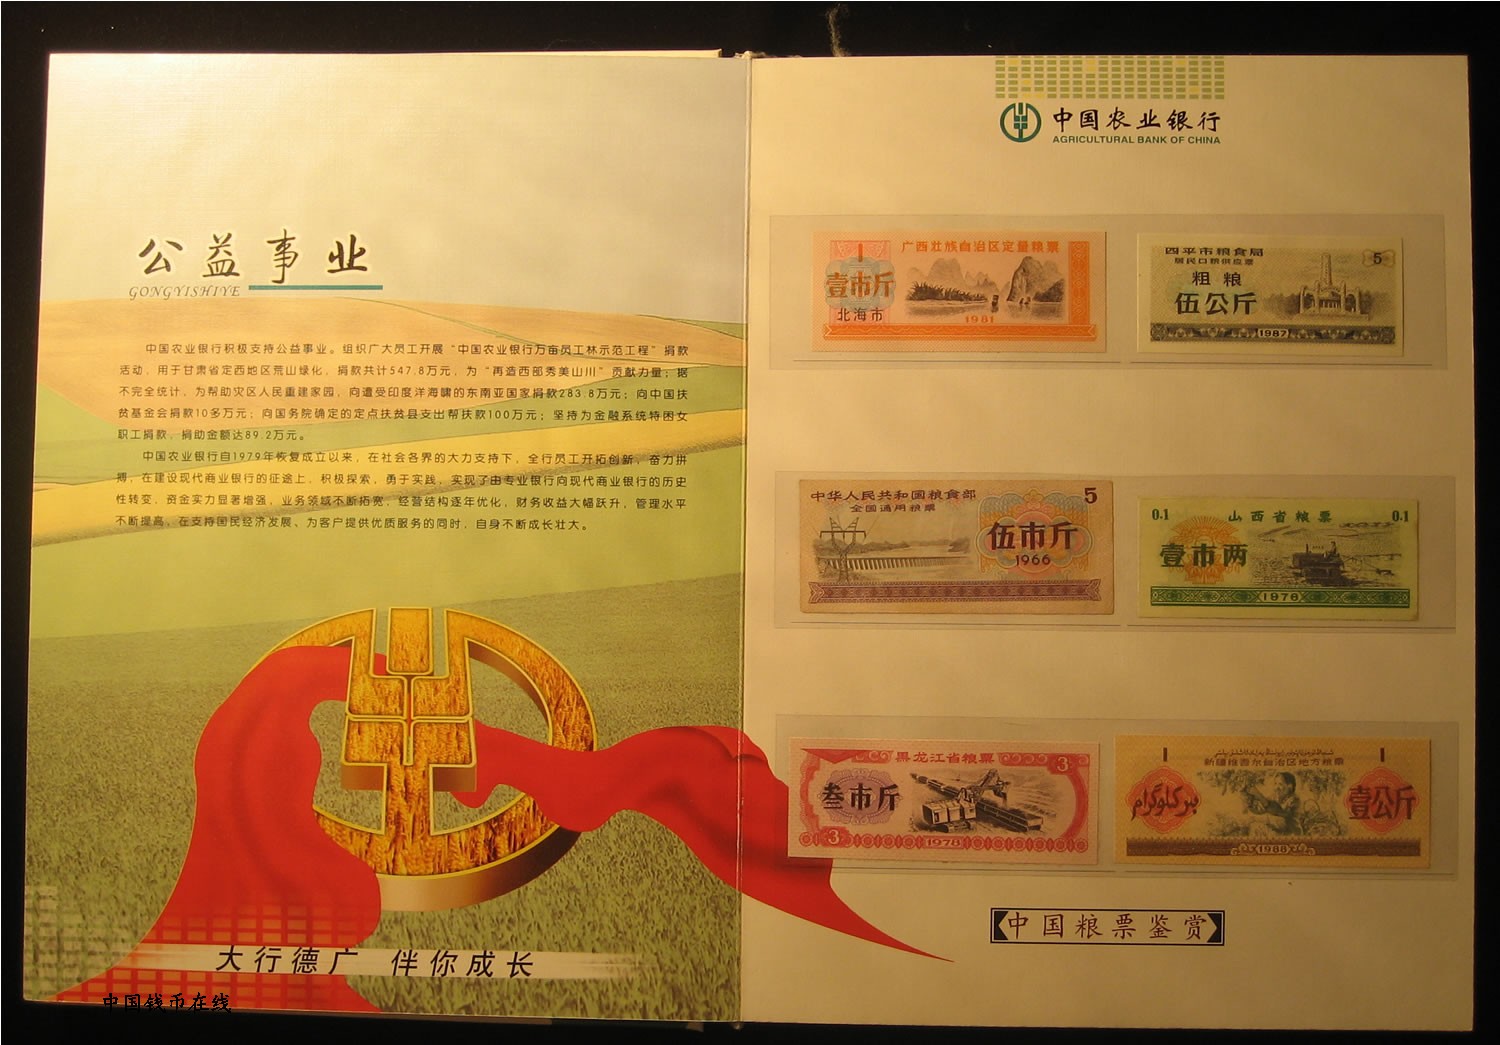 公益事业
GONGYISHIYE
中国农业银行积极支持公益事业。组织广大员工开展“中国农业银行万亩员工林示范工程”捐款
活动，用于甘肃省定西地区荒山绿化，捐款共计547.8万元，为“再造西部秀美山川”贡献力量；据
不完全统计，为帮助灾区人民重建家园，向遭受印度洋海啸的东南亚国家捐款283.8万元；向中国扶
贫基金会捐款10多万元；向国务院确定的定点扶贫县支出帮扶款100万元；坚持为金融系统特困女
职工捐款，捐助金额达89.2万元。
中国农业银行自1979年恢复成立以来，在社会各界的大力支持下，全行员工开拓创新，奋力拼
搏，在建设现代商业银行的征途上，积极探索，勇于实践，实现了由专业银行向现代商业银行的历史
性转变，资金实力显著增强，业务领域不断拓宽，经营结构逐年优化，财务收益大幅跃升，管理水平
不断提高，在支持国民经济发展、为客户提供优质服务的同时，自身不断成长壮大。
大行德广 伴你成长
中国钱币在线
中国农业银行
AGRICULTURAL BANK OF CHINA
广西壮族自治区定量粮票
1
壹市斤
北海市
1981
四平市粮食局
居民口粮供应票
5
粗粮
伍公斤
1987
中华人民共和国粮食部
5
全国通用粮票
伍市斤
1966
0.1 山西省粮票 0.1
壹市两
1976
黑龙江省粮票
3
叁市斤
3
1978
1 1
新疆维吾尔自治区地方粮票
بىر كىلوگرام
壹公斤
1988
中国粮票鉴赏